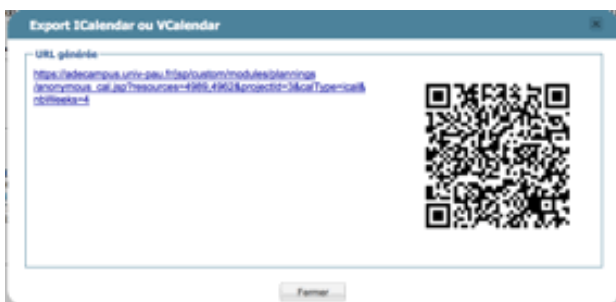 Export ICalendar ou VCalendar
URL générée
https://adecampus.univ-pau.fr/jsp/custom/modules/plannings
/anonymous_cal.jsp?resources=4989,4962&projectId=3&calType=ical&
nbWeeks=4
Fermer